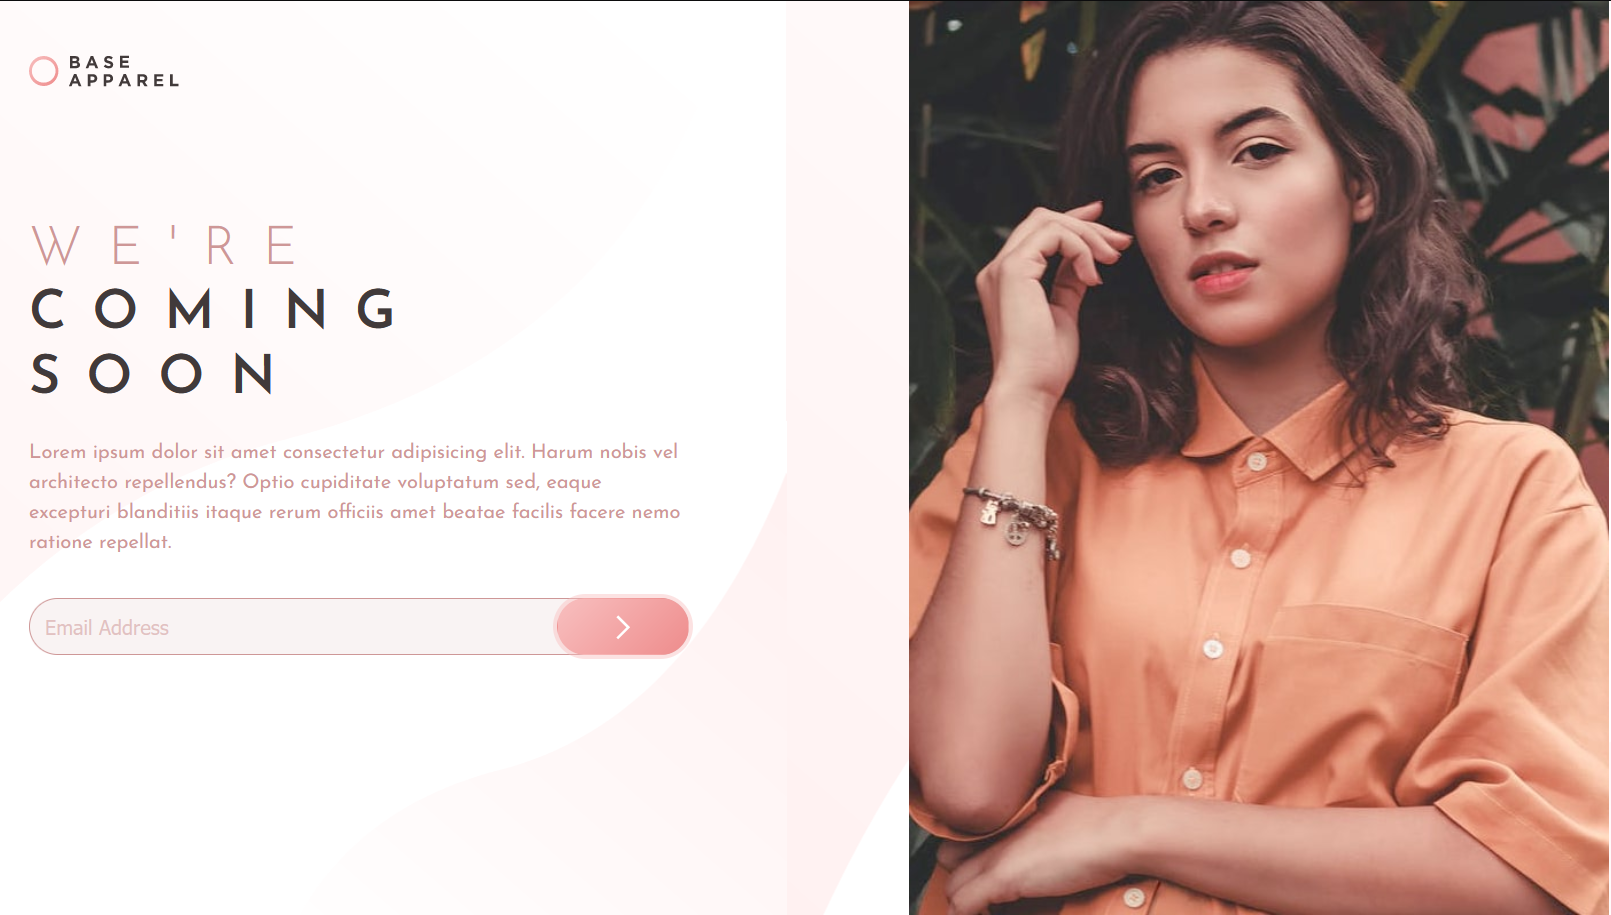 BASE
APPAREL
WE'RE
COMING
SOON
Lorem ipsum dolor sit amet consectetur adipisicing elit. Harum nobis vel
architecto repellendus? Optio cupiditate voluptatum sed, eaque
excepturi blanditiis itaque rerum officiis amet beatae facilis facere nemo
ratione repellat.
Email Address